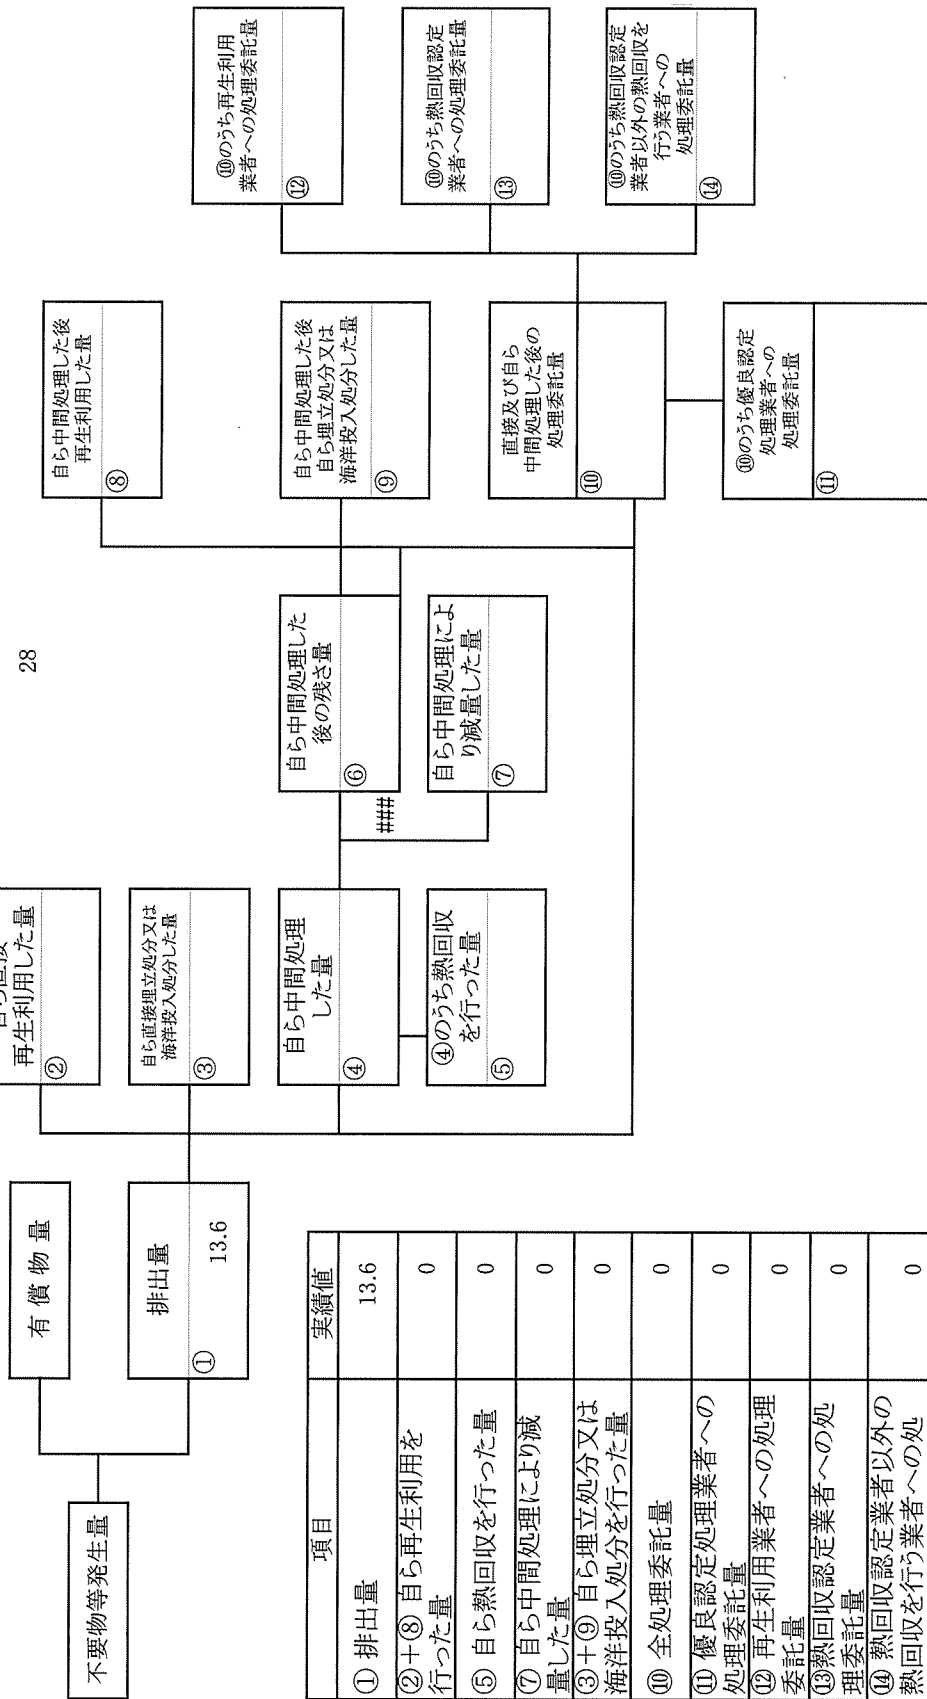 28
不要物等発生量
有償物量
排出量
①
13.6
再生利用した量
②
自ら直接埋立処分又は
海洋投入処分した量
③
自ら中間処理
した量
④
④のうち熱回収
を行った量
⑤
自ら中間処理した
後の残さ量
⑥
###
自ら中間処理によ
り減量した量
⑦
自ら中間処理した後
再生利用した量
⑧
自ら中間処理した後
自ら埋立処分又は
海洋投入処分した量
⑨
直接及び自ら
中間処理した後の
処理委託量
⑩
⑩のうち優良認定
処理業者への
処理委託量
⑪
⑩のうち再生利用
業者への処理委託量
⑫
⑩のうち熱回収認定
業者への処理委託量
⑬
⑩のうち熱回収認定
業者以外の熱回収を
行う業者への
処理委託量
⑭
項目 実績値
① 排出量 13.6
②+⑧ 自ら再生利用を
行った量 0
⑤ 自ら熱回収を行った量 0
⑦ 自ら中間処理により減
量した量 0
③+⑨ 自ら埋立処分又は
海洋投入処分を行った量 0
⑩ 全処理委託量 0
⑪ 優良認定処理業者への
処理委託量 0
⑫ 再生利用業者への処理
委託量 0
⑬熱回収認定業者への処
理委託量 0
⑭ 熱回収認定業者以外の
熱回収を行う業者への処 0